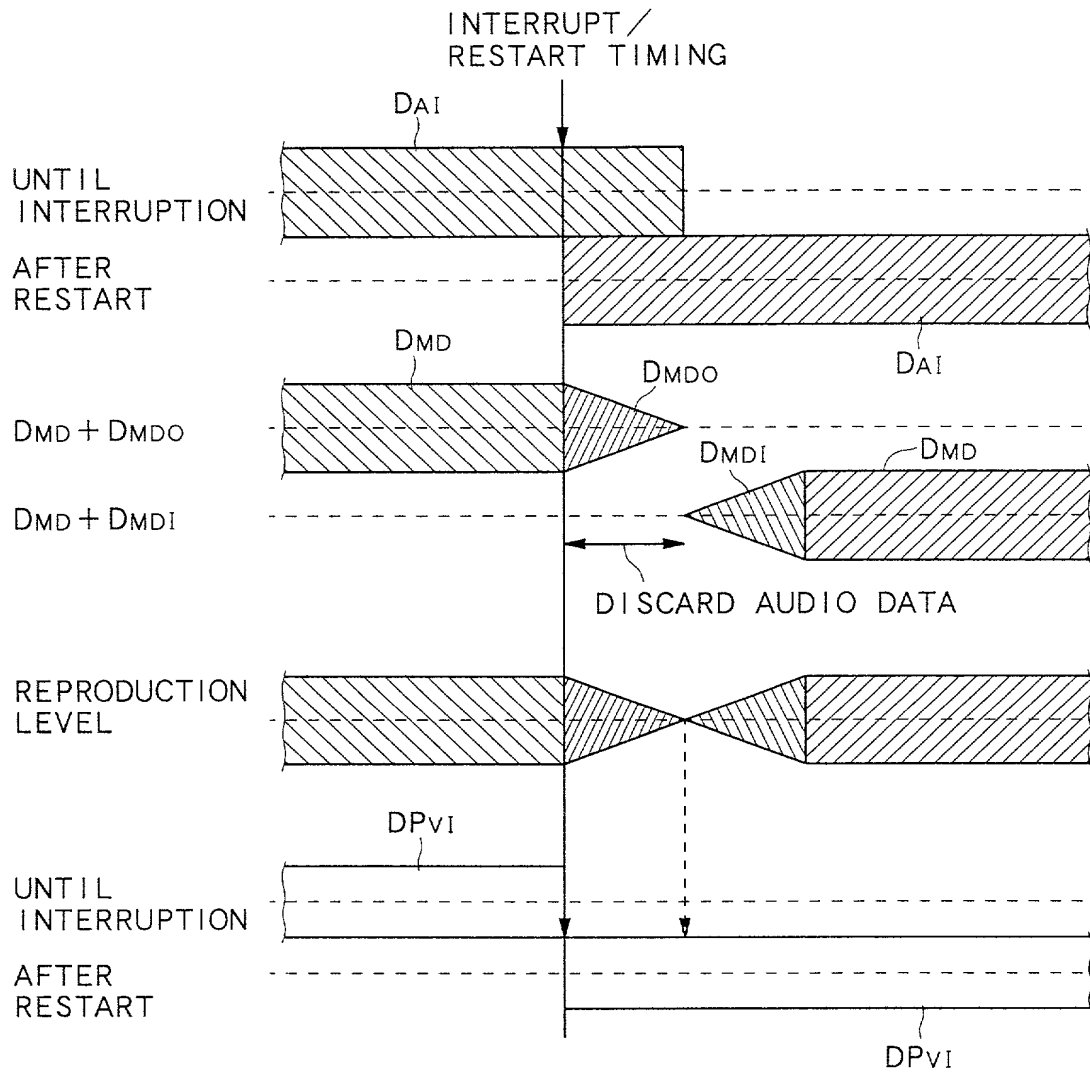 INTERRUPT/
RESTART TIMING
DAI
UNTIL
INTERRUPTION
AFTER
RESTART
DAI
DMD
DMDO
DMD + DMDO
DMDI
DMD
DMD + DMDI
DISCARD AUDIO DATA
REPRODUCTION
LEVEL
DPVI
UNTIL
INTERRUPTION
AFTER
RESTART
DPVI